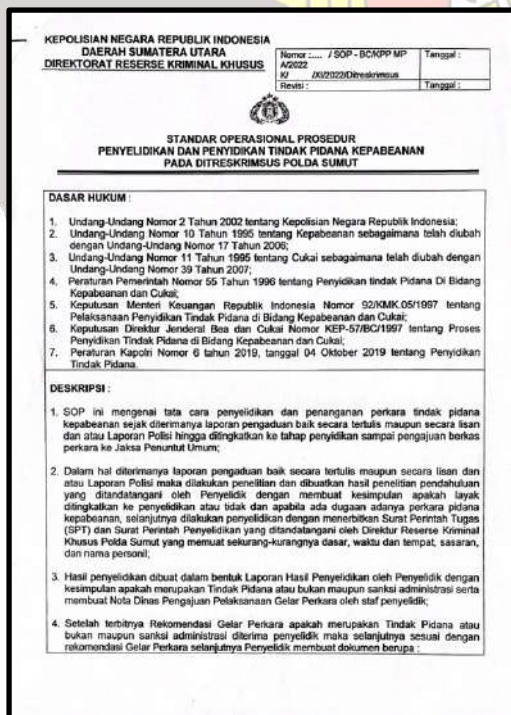 KEPOLISIAN NEGARA REPUBLIK INDONESIA
DAERAH SUMATERA UTARA
DIREKTORAT RESERSE KRIMINAL KHUSUS
Nomor :.... / SOP - BC/KPP MP
A/2022
K/ /XI/2022/Ditreskrimsus
Tanggal :
Revisi :
Tanggal :
STANDAR OPERASIONAL PROSEDUR
PENYELIDIKAN DAN PENYIDIKAN TINDAK PIDANA KEPABEANAN
PADA DITRESKRIMSUS POLDA SUMUT
DASAR HUKUM :
1. Undang-Undang Nomor 2 Tahun 2002 tentang Kepolisian Negara Republik Indonesia;
2. Undang-Undang Nomor 10 Tahun 1995 tentang Kepabeanan sebagaimana telah diubah
dengan Undang-Undang Nomor 17 Tahun 2006;
3. Undang-Undang Nomor 11 Tahun 1995 tentang Cukai sebagaimana telah diubah dengan
Undang-Undang Nomor 39 Tahun 2007;
4. Peraturan Pemerintah Nomor 55 Tahun 1996 tentang Penyidikan tindak Pidana Di Bidang
Kepabeanan dan Cukai;
5. Keputusan Menteri Keuangan Republik Indonesia Nomor 92/KMK.05/1997 tentang
Pelaksanaan Penyidikan Tindak Pidana di Bidang Kepabeanan dan Cukai;
6. Keputusan Direktur Jenderal Bea dan Cukai Nomor KEP-57/BC/1997 tentang Proses
Penyidikan Tindak Pidana di Bidang Kepabeanan dan Cukai;
7. Peraturan Kapolri Nomor 6 tahun 2019, tanggal 04 Oktober 2019 tentang Penyidikan
Tindak Pidana.
DESKRIPSI :
1. SOP ini mengenai tata cara penyelidikan dan penanganan perkara tindak pidana
kepabeanan sejak diterimanya laporan pengaduan baik secara tertulis maupun secara lisan
dan atau Laporan Polisi hingga ditingkatkan ke tahap penyidikan sampai pengajuan berkas
perkara ke Jaksa Penuntut Umum;
2. Dalam hal diterimanya laporan pengaduan baik secara tertulis maupun secara lisan dan
atau Laporan Polisi maka dilakukan penelitian dan dibuatkan hasil penelitian pendahuluan
yang ditandatangani oleh Penyelidik dengan membuat kesimpulan apakah layak
ditingkatkan ke penyelidikan atau tidak dan apabila ada dugaan adanya perkara pidana
kepabeanan, selanjutnya dilakukan penyelidikan dengan menerbitkan Surat Perintah Tugas
(SPT) dan Surat Perintah Penyelidikan yang ditandatangani oleh Direktur Reserse Kriminal
Khusus Polda Sumut yang memuat sekurang-kurangnya dasar, waktu dan tempat, sasaran,
dan nama personil;
3. Hasil penyelidikan dibuat dalam bentuk Laporan Hasil Penyelidikan oleh Penyelidik dengan
kesimpulan apakah merupakan Tindak Pidana atau bukan maupun sanksi administrasi serta
membuat Nota Dinas Pengajuan Pelaksanaan Gelar Perkara oleh staf penyelidik;
4. Setelah terbitnya Rekomendasi Gelar Perkara apakah merupakan Tindak Pidana atau
bukan maupun sanksi administrasi diterima penyelidik maka selanjutnya sesuai dengan
rekomendasi Gelar Perkara selanjutnya Penyelidik membuat dokumen berupa :